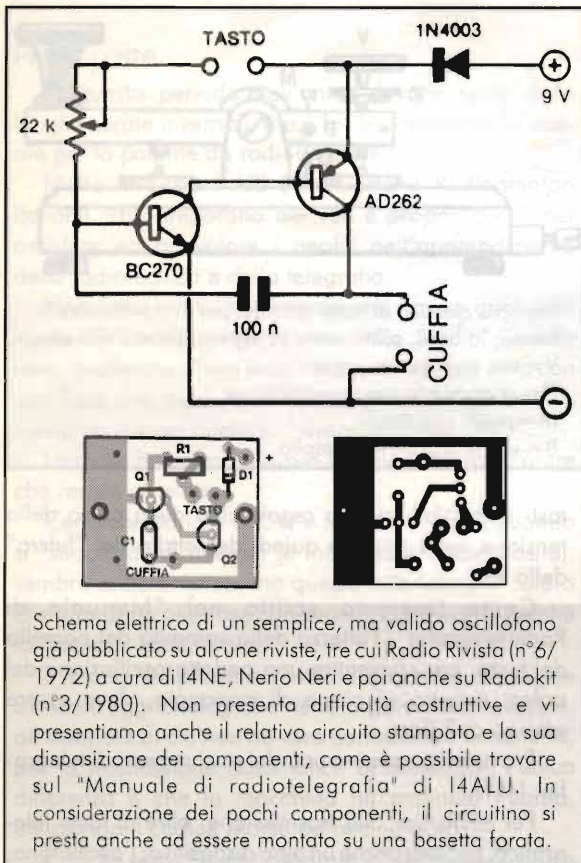 TASTO
1N4003
9 V
22 k
AD262
BC270
100 n
CUFFIA
R1
D1
+
Q1
TASTO
C1
Q2
CUFFIA
Schema elettrico di un semplice, ma valido oscillofono
già pubblicato su alcune riviste, tre cui Radio Rivista (n°6/
1972) a cura di I4NE, Nerio Neri e poi anche su Radiokit
(n°3/1980). Non presenta difficoltà costruttive e vi
presentiamo anche il relativo circuito stampato e la sua
disposizione dei componenti, come è possibile trovare
sul "Manuale di radiotelegrafia" di I4ALU. In
considerazione dei pochi componenti, il circuitino si
presta anche ad essere montato su una basetta forata.